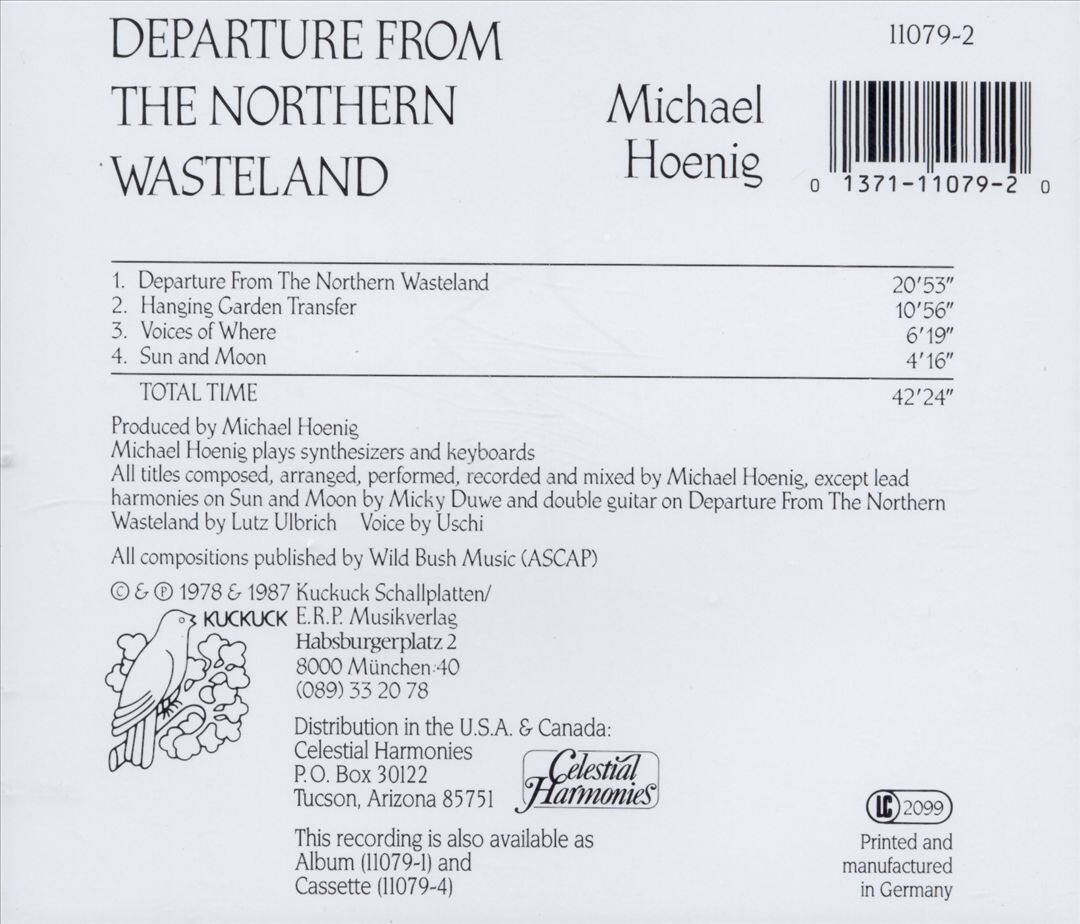 DEPARTURE FROM
THE NORTHERN
WASTELAND
Michael
Hoenig
11079-2
0 1371-11079-2 0
1. Departure From The Northern Wasteland 20'53"
2. Hanging Garden Transfer 10'56"
3. Voices of Where 6'19"
4. Sun and Moon 4'16"
TOTAL TIME 42'24"
Produced by Michael Hoenig
Michael Hoenig plays synthesizers and keyboards
All titles composed, arranged, performed, recorded and mixed by Michael Hoenig, except lead
harmonies on Sun and Moon by Micky Duwe and double guitar on Departure From The Northern
Wasteland by Lutz Ulbrich Voice by Uschi
All compositions published by Wild Bush Music (ASCAP)
© & ℗ 1978 & 1987 Kuckuck Schallplatten/
KUCKUCK E.R.P. Musikverlag
Habsburgerplatz 2
8000 München 40
(089) 33 20 78
Distribution in the U.S.A. & Canada:
Celestial Harmonies
P.O. Box 30122
Tucson, Arizona 85751
Celestial
Harmonies
This recording is also available as
Album (11079-1) and
Cassette (11079-4)
LC 2099
Printed and
manufactured
in Germany